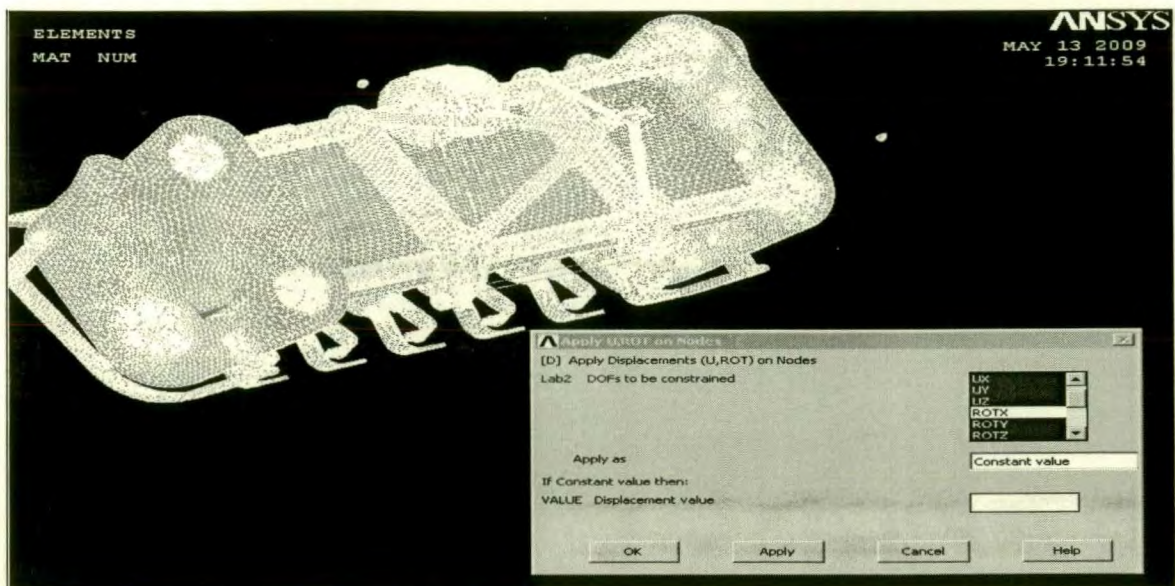 ELEMENTS
MAT NUM
ANSYS
MAY 13 2009
19:11:54
Apply U,ROT on Nodes
[D] Apply Displacements (U,ROT) on Nodes
Lab2 DOFs to be constrained
UX
UY
UZ
ROTX
ROTY
ROTZ
Apply as
Constant value
If Constant value then:
VALUE Displacement value
OK
Apply
Cancel
Help